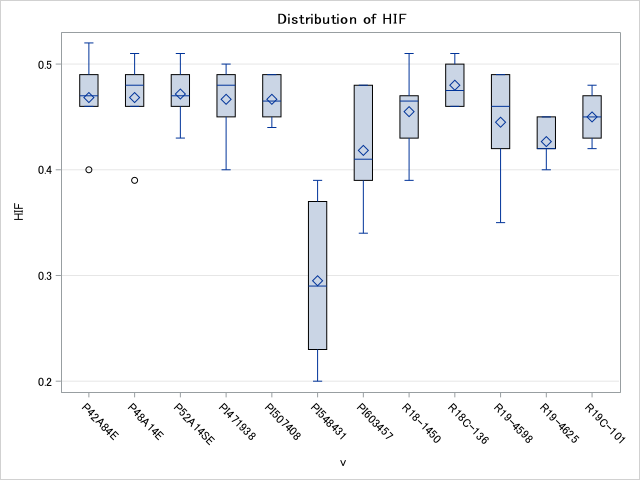 Distribution of HIF
0.5
0.4
0.3
0.2
HIF
P42A84E
P48A14E
P52A14SE
PI471938
PI507408
PI548431
PI603457
R18-1450
R18C-136
R19-4598
R19-4625
R19C-101
v